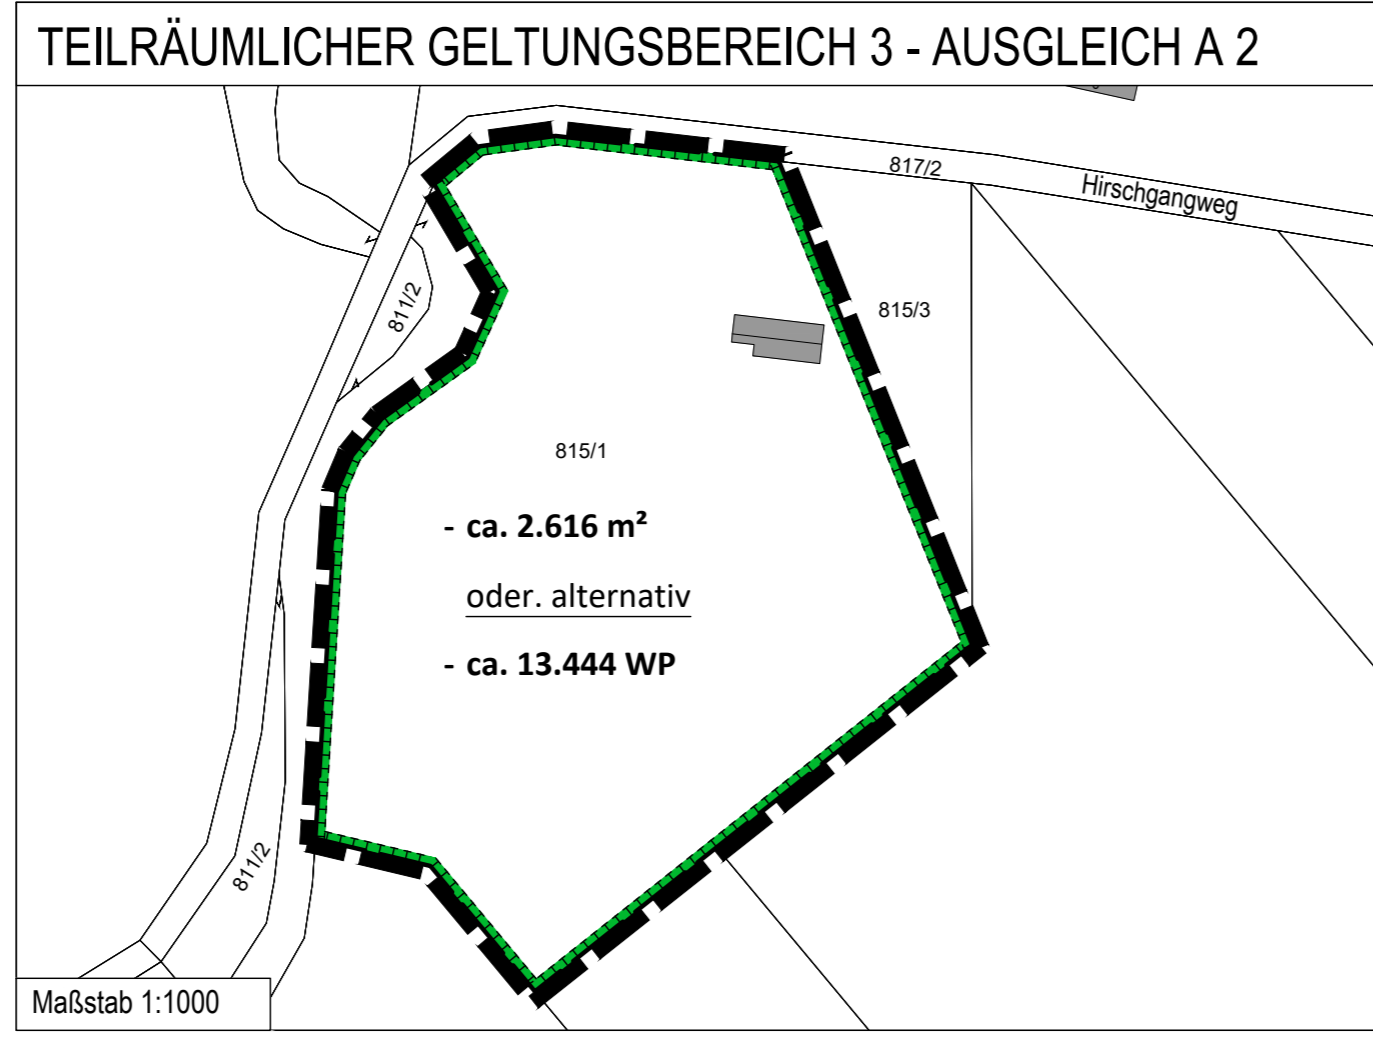 TEILRÄUMLICHER GELTUNGSBEREICH 3 - AUSGLEICH A 2
817/2
Hirschgangweg
811/2
815/3
815/1
- ca. 2.616 m²
oder. alternativ
- ca. 13.444 WP
811/2
Maßstab 1:1000